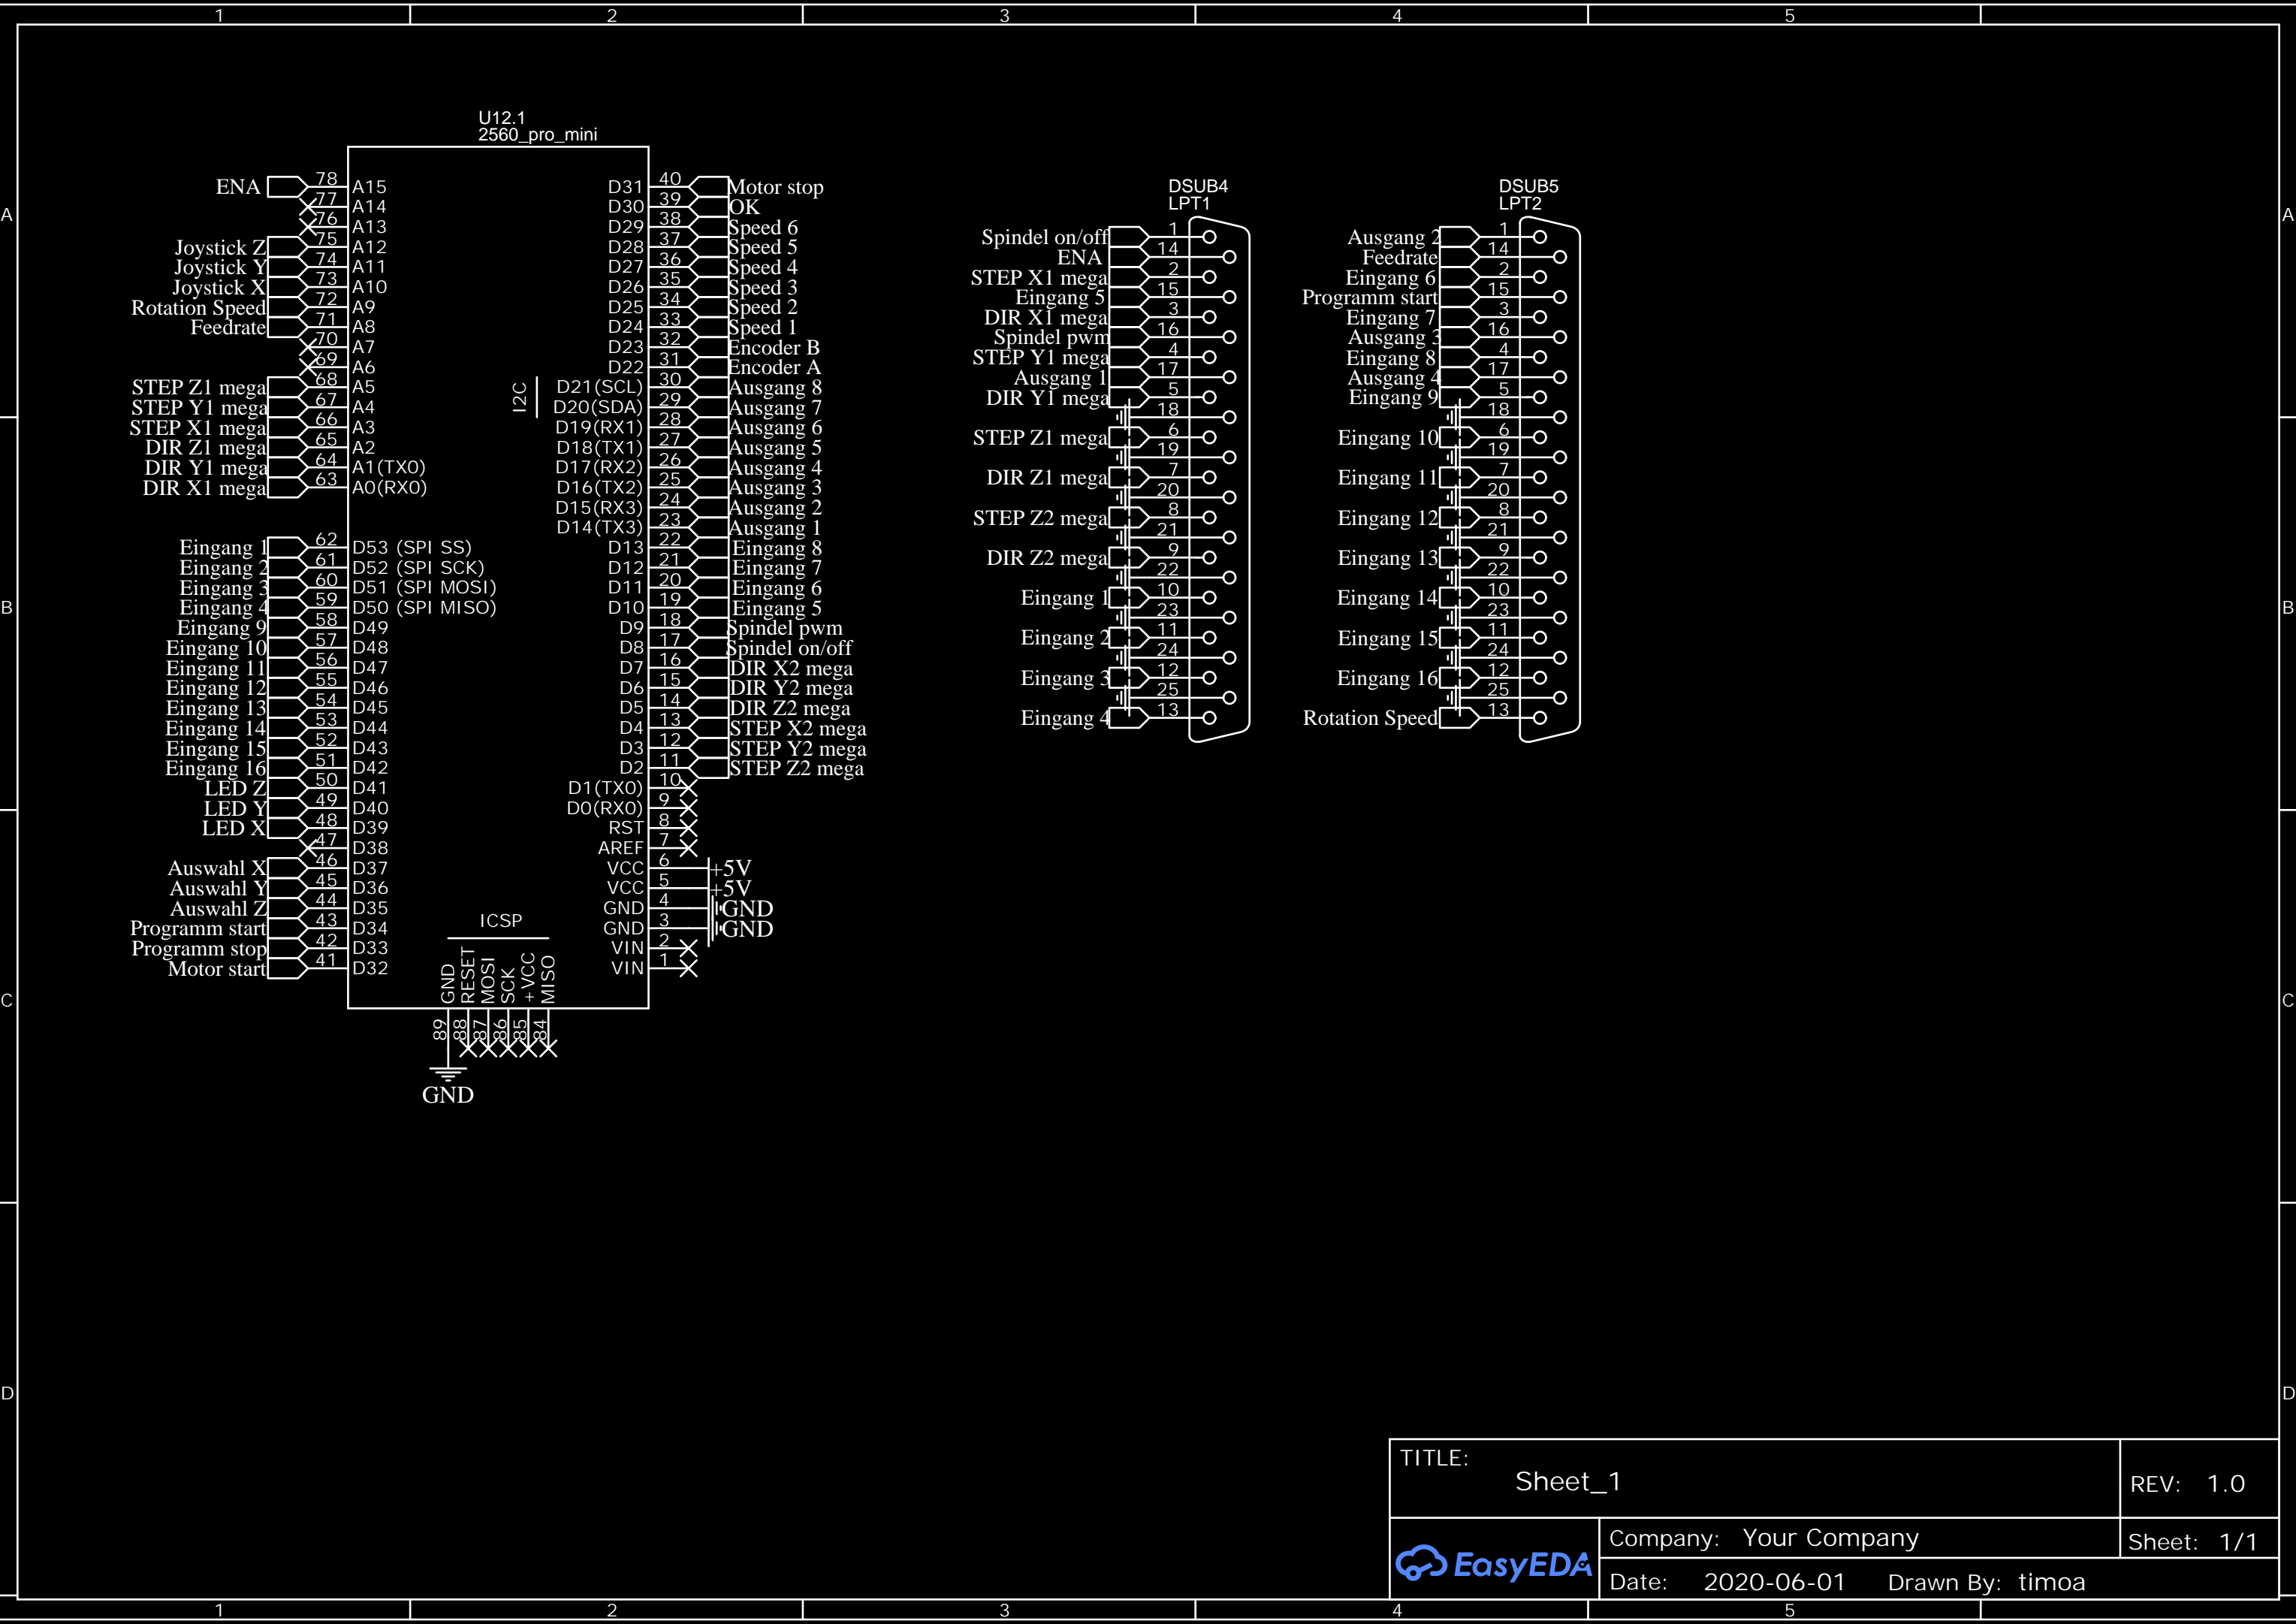 1 2 3 4 5
A A
B B
C C
D D
U12.1
2560_pro_mini
ENA 78 A15
77 A14
76 A13
Joystick Z 75 A12
Joystick Y 74 A11
Joystick X 73 A10
Rotation Speed 72 A9
Feedrate 71 A8
70 A7
69 A6
STEP Z1 mega 68 A5
STEP Y1 mega 67 A4
STEP X1 mega 66 A3
DIR Z1 mega 65 A2
DIR Y1 mega 64 A1(TX0)
DIR X1 mega 63 A0(RX0)
Eingang 1 62 D53 (SPI SS)
Eingang 2 61 D52 (SPI SCK)
Eingang 3 60 D51 (SPI MOSI)
Eingang 4 59 D50 (SPI MISO)
Eingang 9 58 D49
Eingang 10 57 D48
Eingang 11 56 D47
Eingang 12 55 D46
Eingang 13 54 D45
Eingang 14 53 D44
Eingang 15 52 D43
Eingang 16 51 D42
LED Z 50 D41
LED Y 49 D40
LED X 48 D39
47 D38
Auswahl X 46 D37
Auswahl Y 45 D36
Auswahl Z 44 D35
Programm start 43 D34
Programm stop 42 D33
Motor start 41 D32
I2C
D31 40 Motor stop
D30 39 OK
D29 38 Speed 6
D28 37 Speed 5
D27 36 Speed 4
D26 35 Speed 3
D25 34 Speed 2
D24 33 Speed 1
D23 32 Encoder B
D22 31 Encoder A
D21(SCL) 30 Ausgang 8
D20(SDA) 29 Ausgang 7
D19(RX1) 28 Ausgang 6
D18(TX1) 27 Ausgang 5
D17(RX2) 26 Ausgang 4
D16(TX2) 25 Ausgang 3
D15(RX3) 24 Ausgang 2
D14(TX3) 23 Ausgang 1
D13 22 Eingang 8
D12 21 Eingang 7
D11 20 Eingang 6
D10 19 Eingang 5
D9 18 Spindel pwm
D8 17 Spindel on/off
D7 16 DIR X2 mega
D6 15 DIR Y2 mega
D5 14 DIR Z2 mega
D4 13 STEP X2 mega
D3 12 STEP Y2 mega
D2 11 STEP Z2 mega
D1(TX0) 10
D0(RX0) 9
RST 8
AREF 7
VCC 6 +5V
VCC 5 +5V
GND 4 GND
GND 3 GND
VIN 2
VIN 1
ICSP
GND RESET MOSI SCK +VCC MISO
89 88 87 86 85 84
GND
DSUB4
LPT1
Spindel on/off 1
ENA 14
STEP X1 mega 2
Eingang 5 15
DIR X1 mega 3
Spindel pwm 16
STEP Y1 mega 4
Ausgang 1 17
DIR Y1 mega 5
18
STEP Z1 mega 6
19
DIR Z1 mega 7
20
STEP Z2 mega 8
21
DIR Z2 mega 9
22
Eingang 1 10
23
Eingang 2 11
24
Eingang 3 12
25
Eingang 4 13
DSUB5
LPT2
Ausgang 2 1
Feedrate 14
Eingang 6 2
Programm start 15
Eingang 7 3
Ausgang 3 16
Eingang 8 4
Ausgang 4 17
Eingang 9 5
18
Eingang 10 6
19
Eingang 11 7
20
Eingang 12 8
21
Eingang 13 9
22
Eingang 14 10
23
Eingang 15 11
24
Eingang 16 12
25
Rotation Speed 13
TITLE:
Sheet_1
REV: 1.0
EasyEDA
Company: Your Company
Sheet: 1/1
Date: 2020-06-01 Drawn By: timoa
1 2 3 4 5